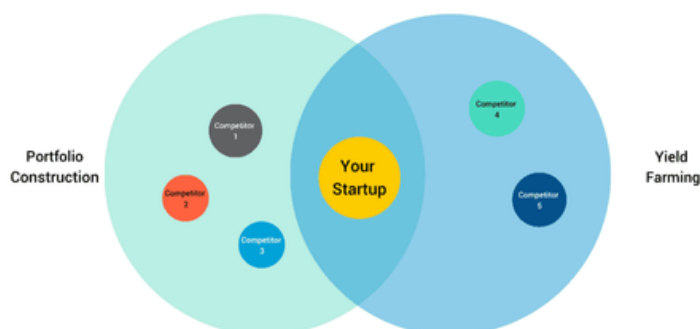 Portfolio
Construction
Competitor
1
Competitor
2
Competitor
3
Your
Startup
Competitor
4
Competitor
5
Yield
Farming